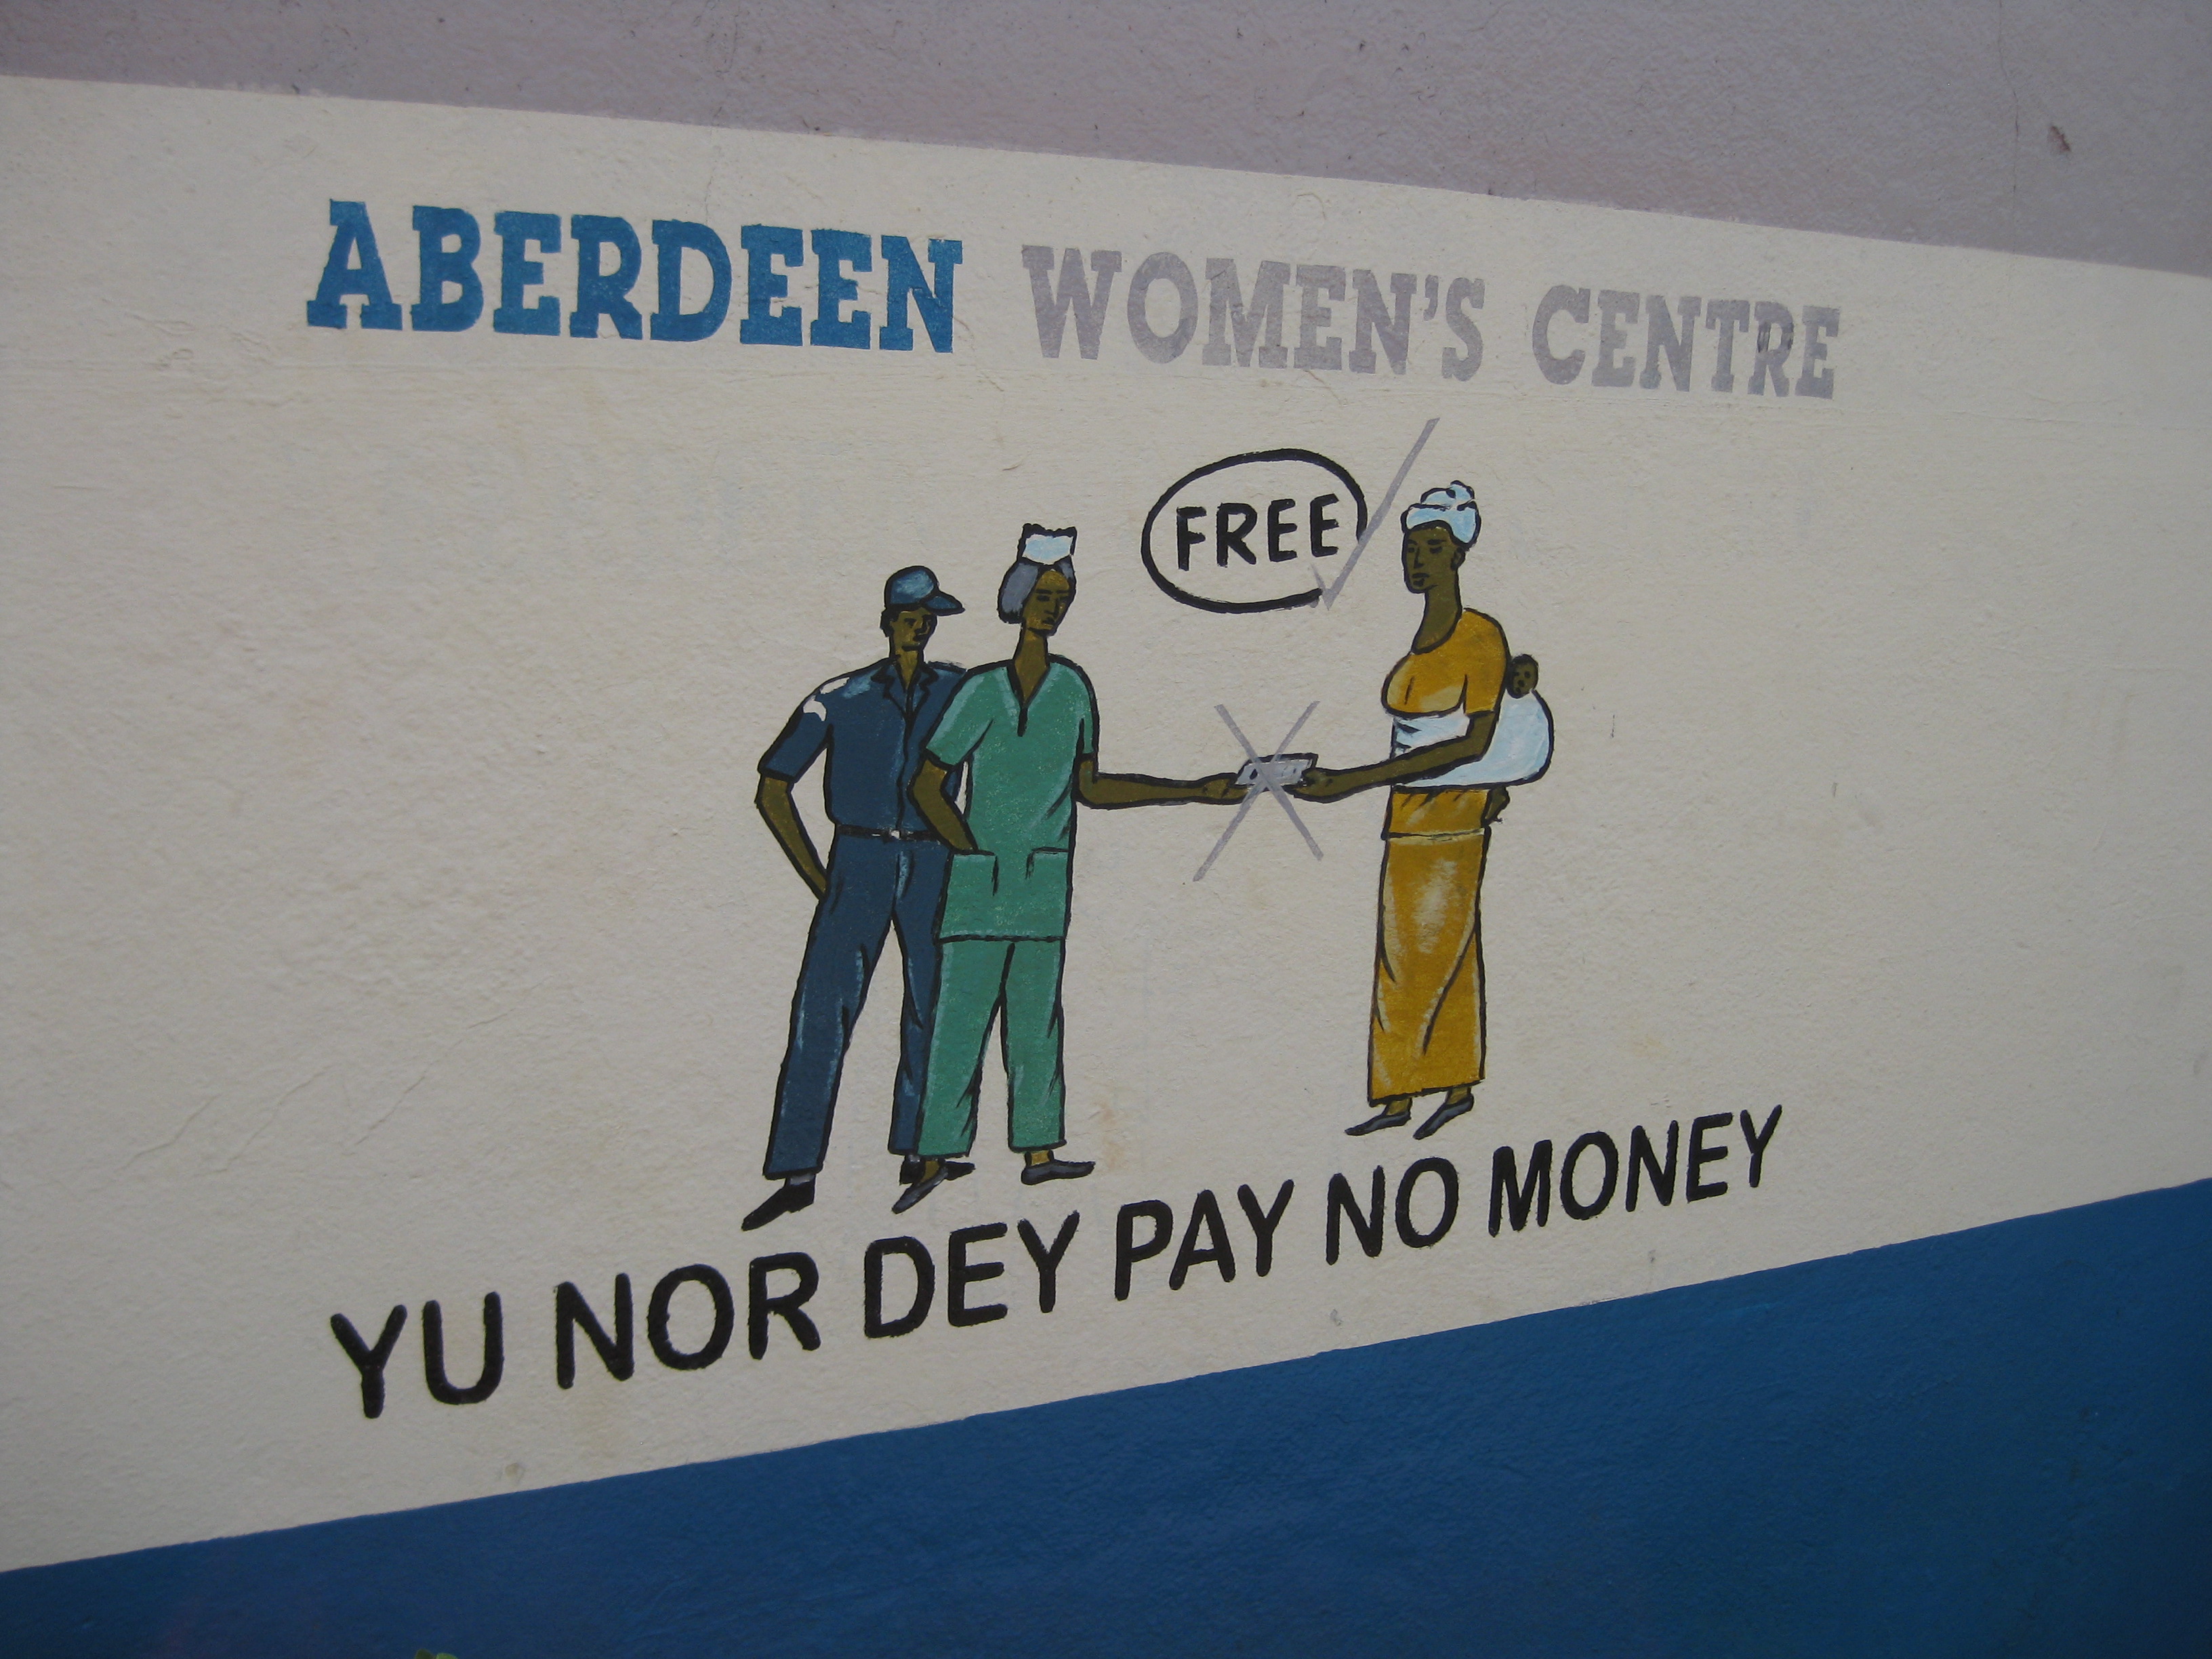 ABERDEEN WOMEN'S CENTRE
FREE
YU NOR DEY PAY NO MONEY